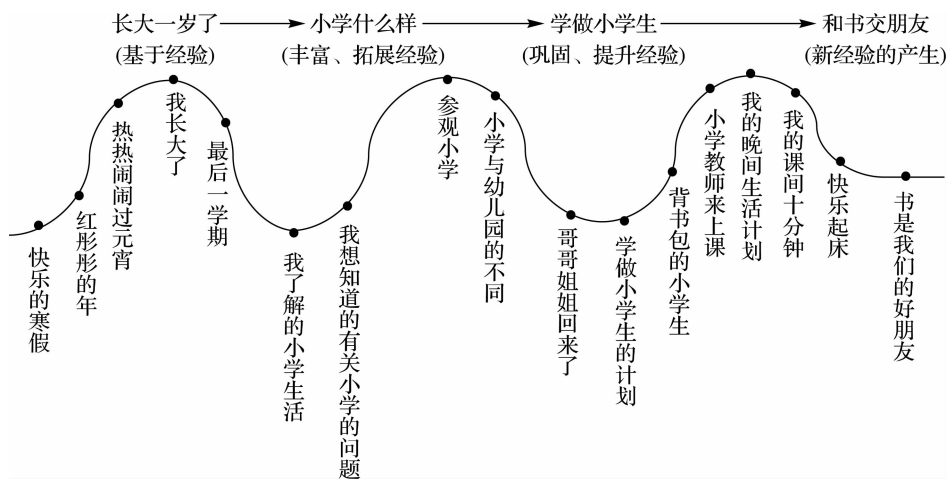 长大一岁了 小学什么样 学做小学生 和书交朋友
(基于经验) (丰富、拓展经验) (巩固、提升经验) (新经验的产生)
快乐的寒假
红彤彤的年
热热闹闹过元宵
我长大了
最后一学期
我了解的小学生活
我想知道的有关小学的问题
参观小学
小学与幼儿园的不同
哥哥姐姐回来了
学做小学生的计划
背书包的小学生
小学教师来上课
我的晚间生活计划
我的课间十分钟
快乐起床
书是我们的好朋友